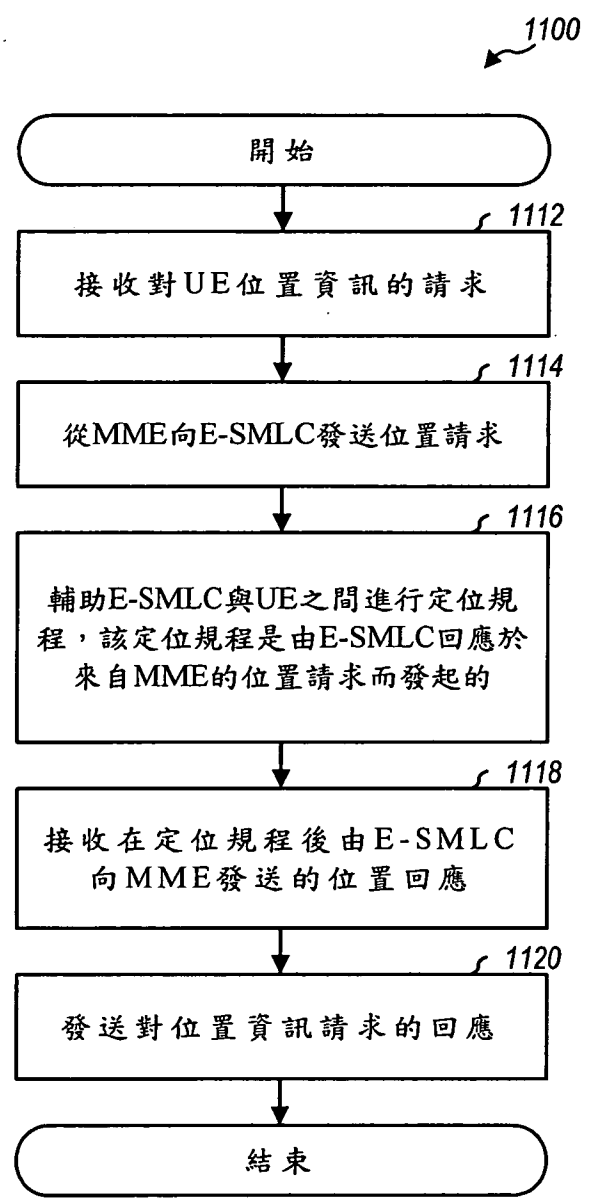 1100
開始
1112
接收對UE位置資訊的請求
1114
從MME向E-SMLC發送位置請求
1116
輔助E-SMLC與UE之間進行定位規
程，該定位規程是由E-SMLC回應於
來自MME的位置請求而發起的
1118
接收在定位規程後由E-SMLC
向MME發送的位置回應
1120
發送對位置資訊請求的回應
結束